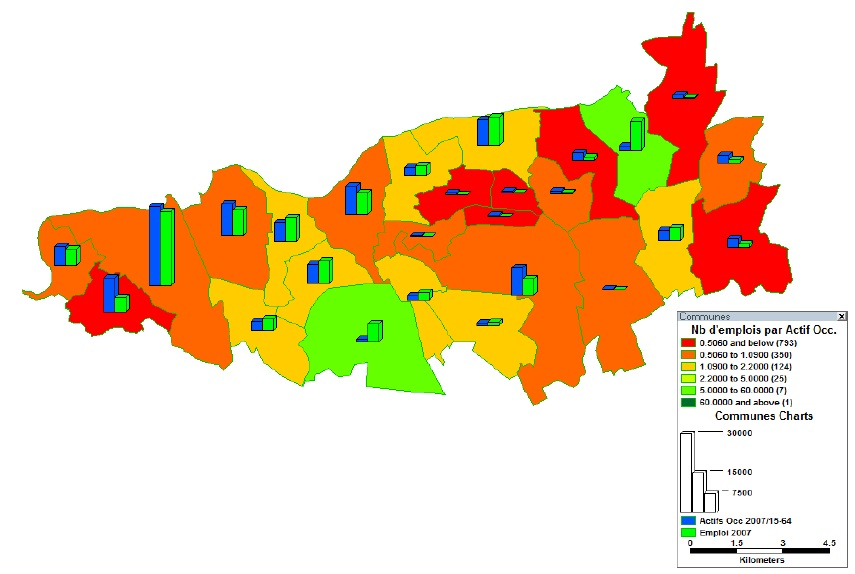 Communes
Nb d'emplois par Actif Occ.
0.5060 and below (793)
0.5060 to 1.0900 (350)
1.0900 to 2.2000 (124)
2.2000 to 5.0000 (25)
5.0000 to 60.0000 (7)
60.0000 and above (1)
Communes Charts
30000
15000
7500
Actifs Occ 2007/15-64
Emploi 2007
0 1.5 3 4.5
Kilometers